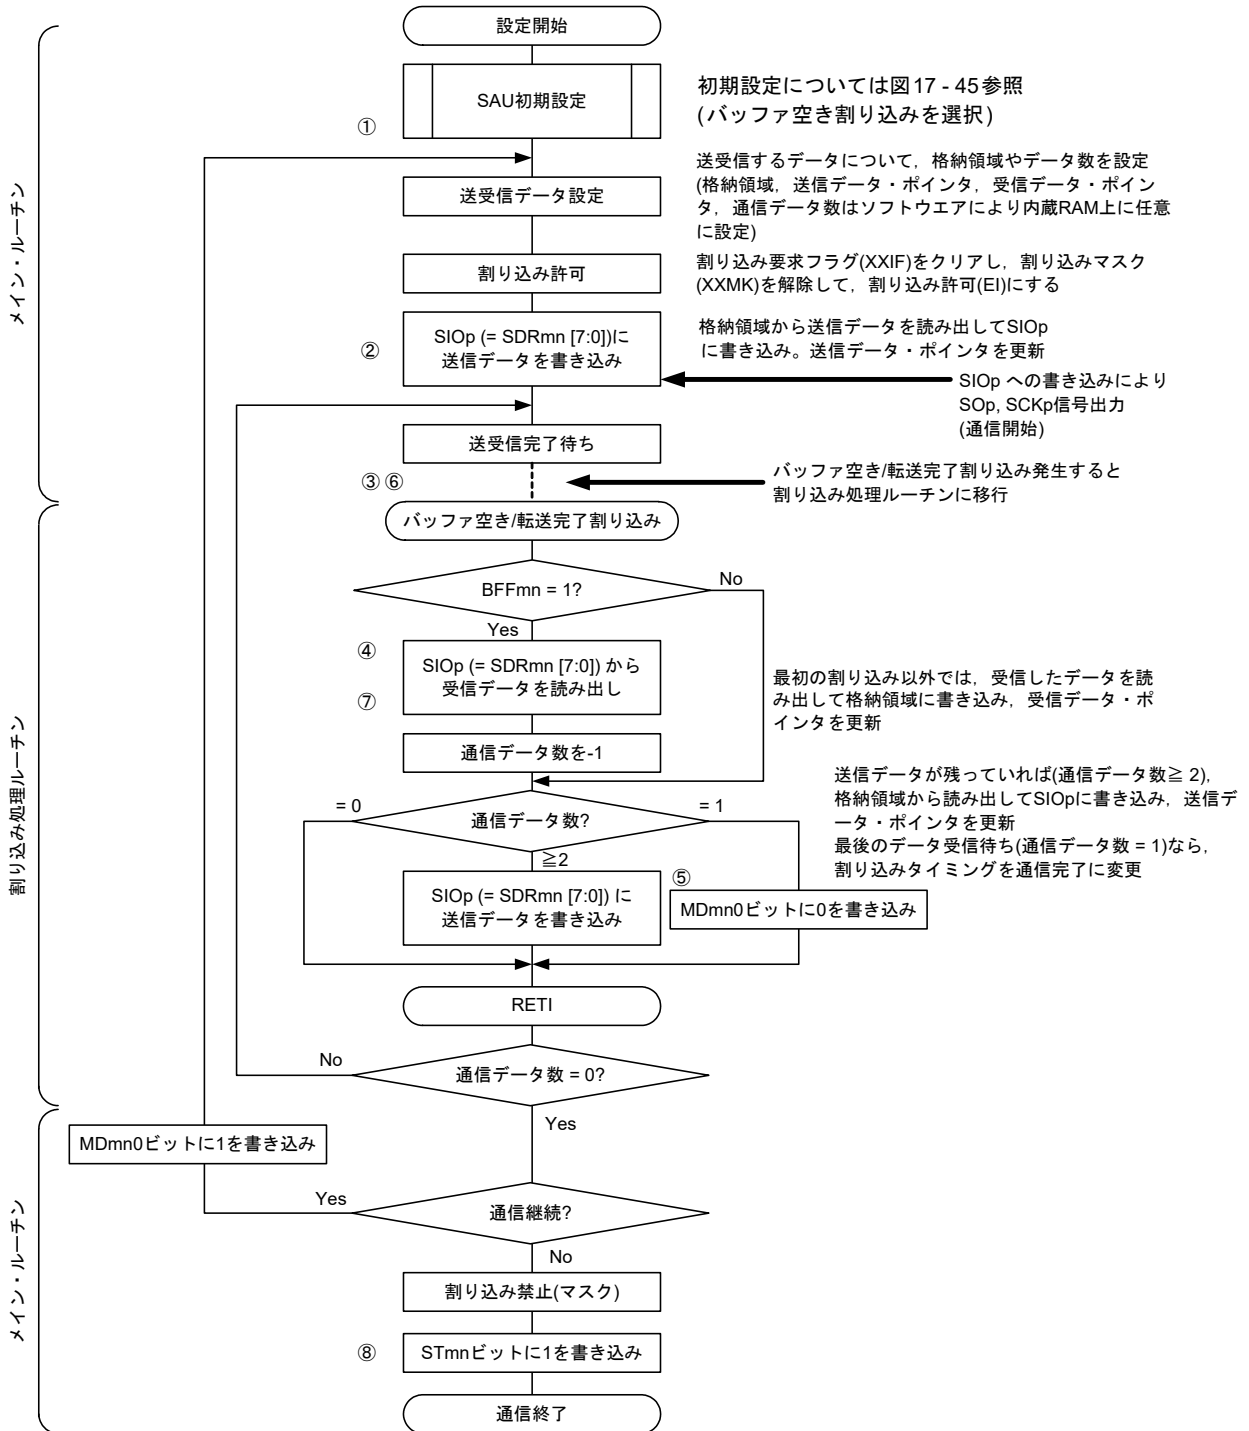 設定開始
SAU初期設定
初期設定については図17 - 45参照
(バッファ空き割り込みを選択)
①
送受信データ設定
送受信するデータについて，格納領域やデータ数を設定
(格納領域，送信データ・ポインタ，受信データ・ポイン
タ，通信データ数はソフトウエアにより内蔵RAM上に任意
に設定)
メイン・ルーチン
割り込み許可
割り込み要求フラグ(XXIF)をクリアし，割り込みマスク
(XXMK)を解除して，割り込み許可(EI)にする
②
SIOp (= SDRmn [7:0])に
送信データを書き込み
格納領域から送信データを読み出してSIOp
に書き込み。送信データ・ポインタを更新
SIOp への書き込みにより
SOp, SCKp信号出力
(通信開始)
送受信完了待ち
③ ⑥
バッファ空き/転送完了割り込み発生すると
割り込み処理ルーチンに移行
バッファ空き/転送完了割り込み
BFFmn = 1?
No
Yes
④
SIOp (= SDRmn [7:0]) から
受信データを読み出し
⑦
最初の割り込み以外では，受信したデータを読
み出して格納領域に書き込み，受信データ・ポ
インタを更新
通信データ数を-1
割り込み処理ルーチン
= 0
通信データ数?
= 1
≧2
送信データが残っていれば(通信データ数≧ 2)，
格納領域から読み出してSIOpに書き込み，送信デ
ータ・ポインタを更新
最後のデータ受信待ち(通信データ数 = 1)なら，
割り込みタイミングを通信完了に変更
SIOp (= SDRmn [7:0]) に
送信データを書き込み
⑤
MDmn0ビットに0を書き込み
RETI
No
通信データ数 = 0?
Yes
MDmn0ビットに1を書き込み
メイン・ルーチン
Yes
通信継続?
No
割り込み禁止(マスク)
⑧
STmnビットに1を書き込み
通信終了